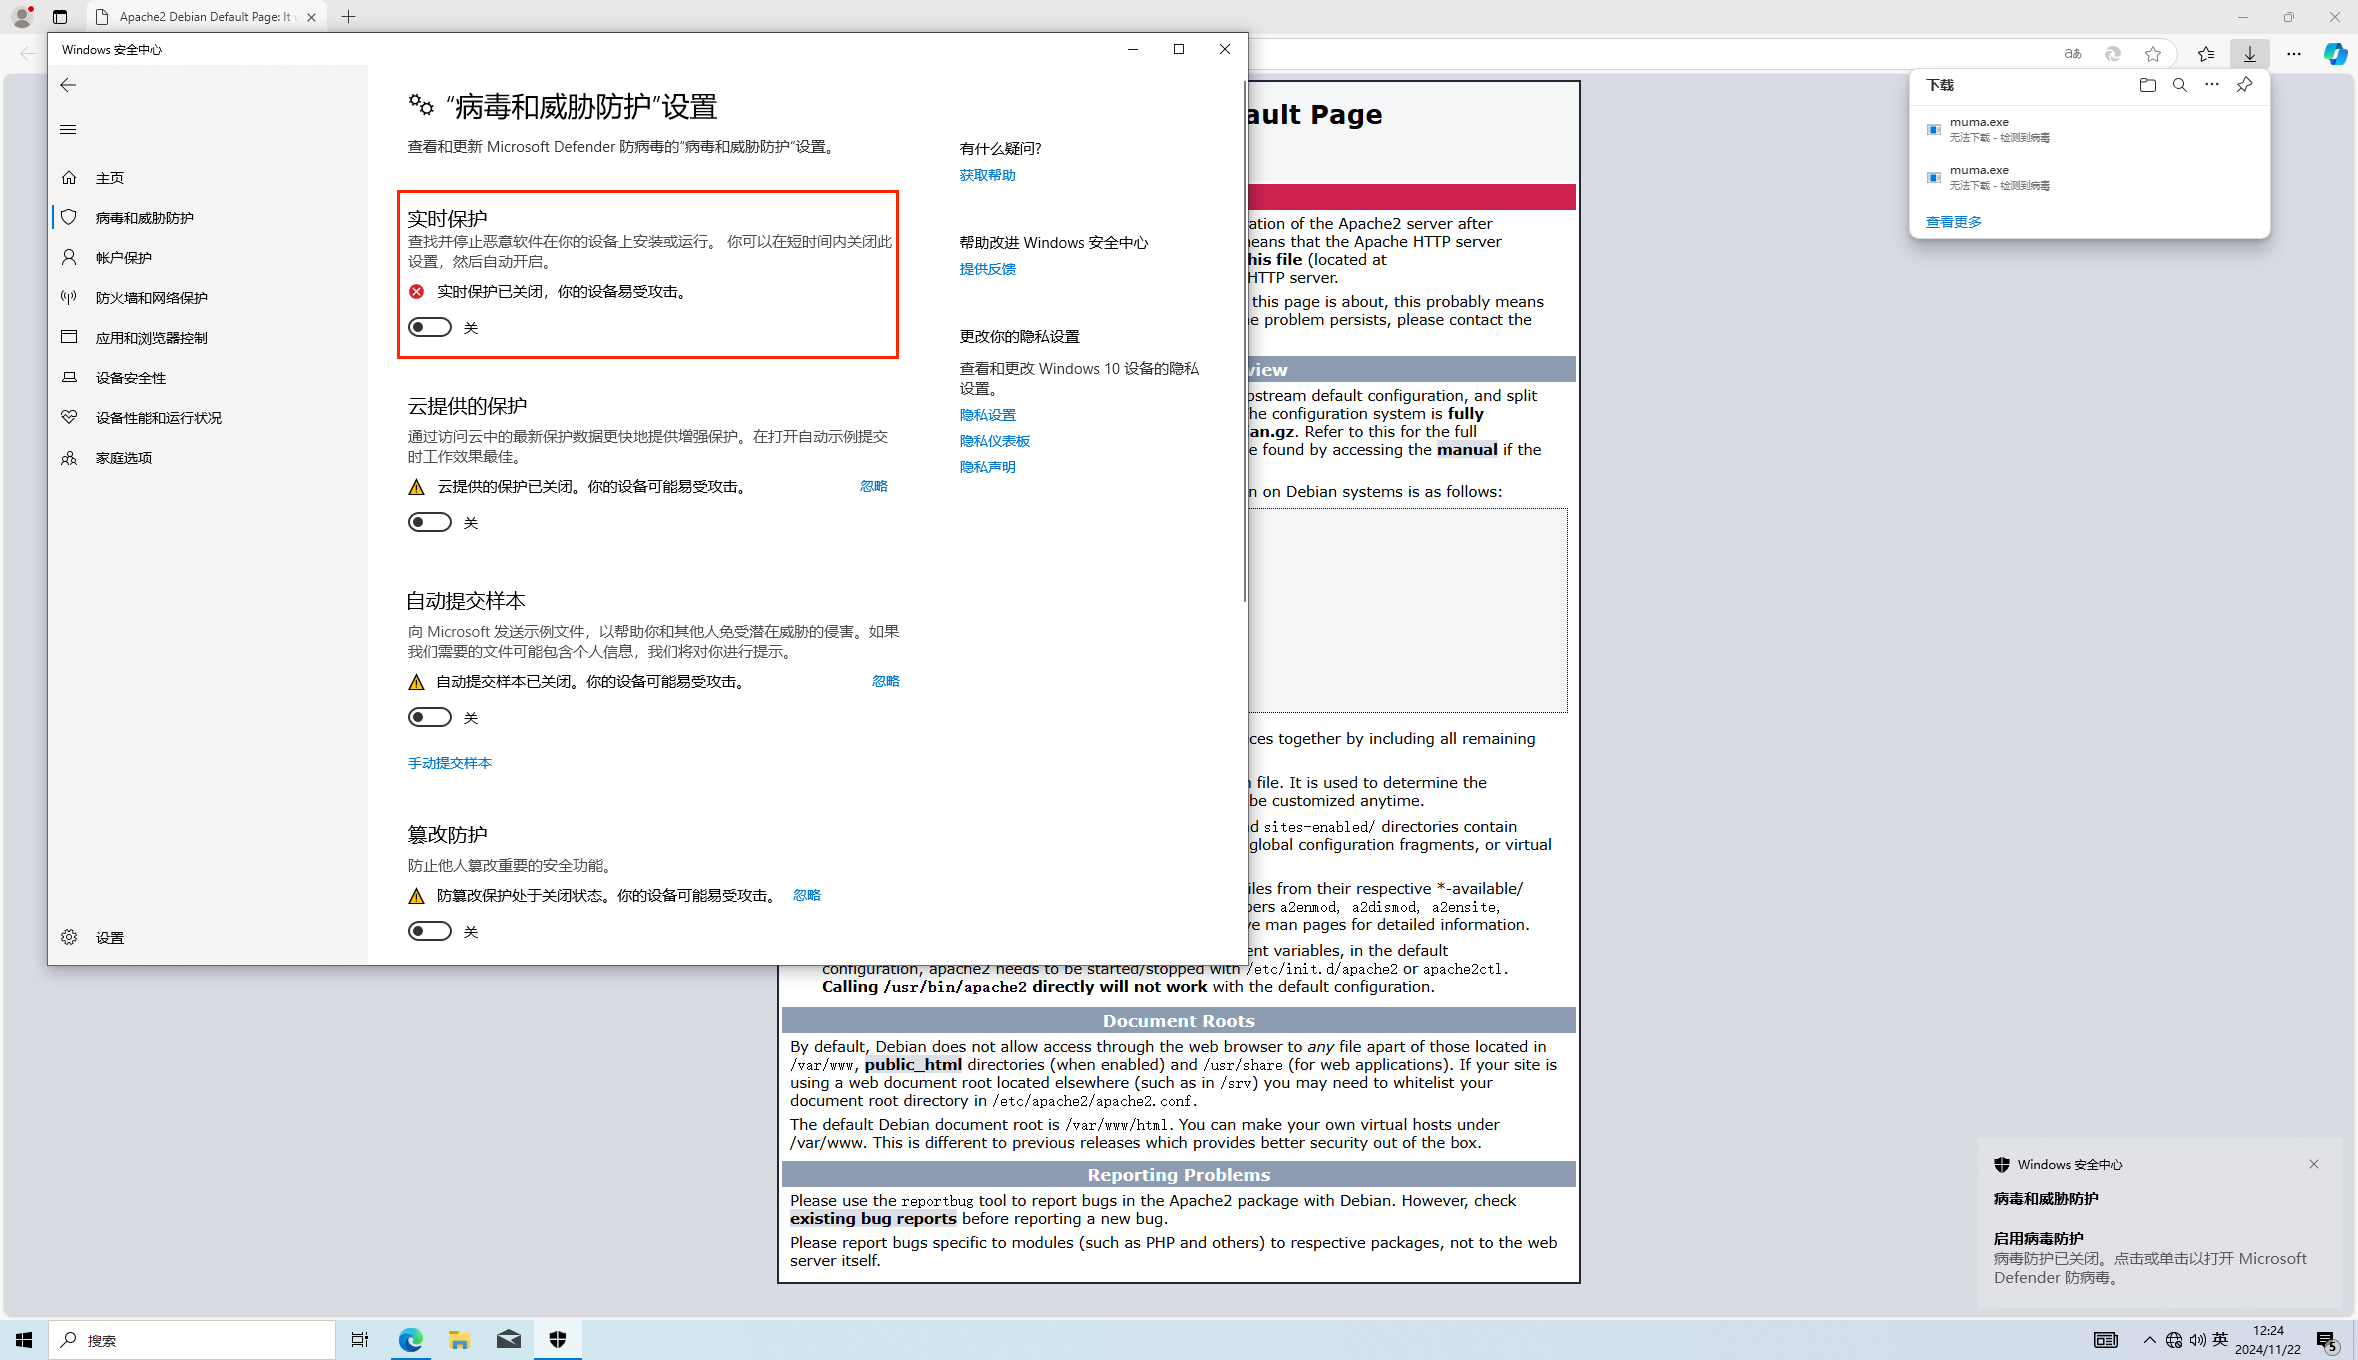 Apache2 Debian Default Page: It
Windows 安全中心
“病毒和威胁防护”设置
查看和更新 Microsoft Defender 防病毒的“病毒和威胁防护”设置。
主页
病毒和威胁防护
帐户保护
防火墙和网络保护
应用和浏览器控制
设备安全性
设备性能和运行状况
家庭选项
设置
实时保护
查找并停止恶意软件在你的设备上安装或运行。 你可以在短时间内关闭此
设置，然后自动开启。
实时保护已关闭，你的设备易受攻击。
关
云提供的保护
通过访问云中的最新保护数据更快地提供增强保护。在打开自动示例提交
时工作效果最佳。
云提供的保护已关闭。你的设备可能易受攻击。 忽略
关
自动提交样本
向 Microsoft 发送示例文件，以帮助你和其他人免受潜在威胁的侵害。如果
我们需要的文件可能包含个人信息，我们将对你进行提示。
自动提交样本已关闭。你的设备可能易受攻击。 忽略
关
手动提交样本
篡改防护
防止他人篡改重要的安全功能。
防篡改保护处于关闭状态。你的设备可能易受攻击。 忽略
关
有什么疑问?
获取帮助
帮助改进 Windows 安全中心
提供反馈
更改你的隐私设置
查看和更改 Windows 10 设备的隐私
设置。
隐私设置
隐私仪表板
隐私声明
ault Page
ation of the Apache2 server after
eans that the Apache HTTP server
his file (located at
HTTP server.
this page is about, this probably means
e problem persists, please contact the
view
pstream default configuration, and split
he configuration system is fully
an.gz. Refer to this for the full
e found by accessing the manual if the
n on Debian systems is as follows:
ces together by including all remaining
file. It is used to determine the
be customized anytime.
d sites-enabled/ directories contain
global configuration fragments, or virtual
iles from their respective *-available/
pers a2enmod, a2dismod, a2ensite,
ve man pages for detailed information.
ent variables, in the default
configuration, apache2 needs to be started/stopped with /etc/init.d/apache2 or apache2ctl.
Calling /usr/bin/apache2 directly will not work with the default configuration.
Document Roots
By default, Debian does not allow access through the web browser to any file apart of those located in
/var/www, public_html directories (when enabled) and /usr/share (for web applications). If your site is
using a web document root located elsewhere (such as in /srv) you may need to whitelist your
document root directory in /etc/apache2/apache2.conf.
The default Debian document root is /var/www/html. You can make your own virtual hosts under
/var/www. This is different to previous releases which provides better security out of the box.
Reporting Problems
Please use the reportbug tool to report bugs in the Apache2 package with Debian. However, check
existing bug reports before reporting a new bug.
Please report bugs specific to modules (such as PHP and others) to respective packages, not to the web
server itself.
aあ
下载
muma.exe
无法下载 - 检测到病毒
muma.exe
无法下载 - 检测到病毒
查看更多
Windows 安全中心
病毒和威胁防护
启用病毒防护
病毒防护已关闭。点击或单击以打开 Microsoft
Defender 防病毒。
搜索
英
12:24
2024/11/22
5